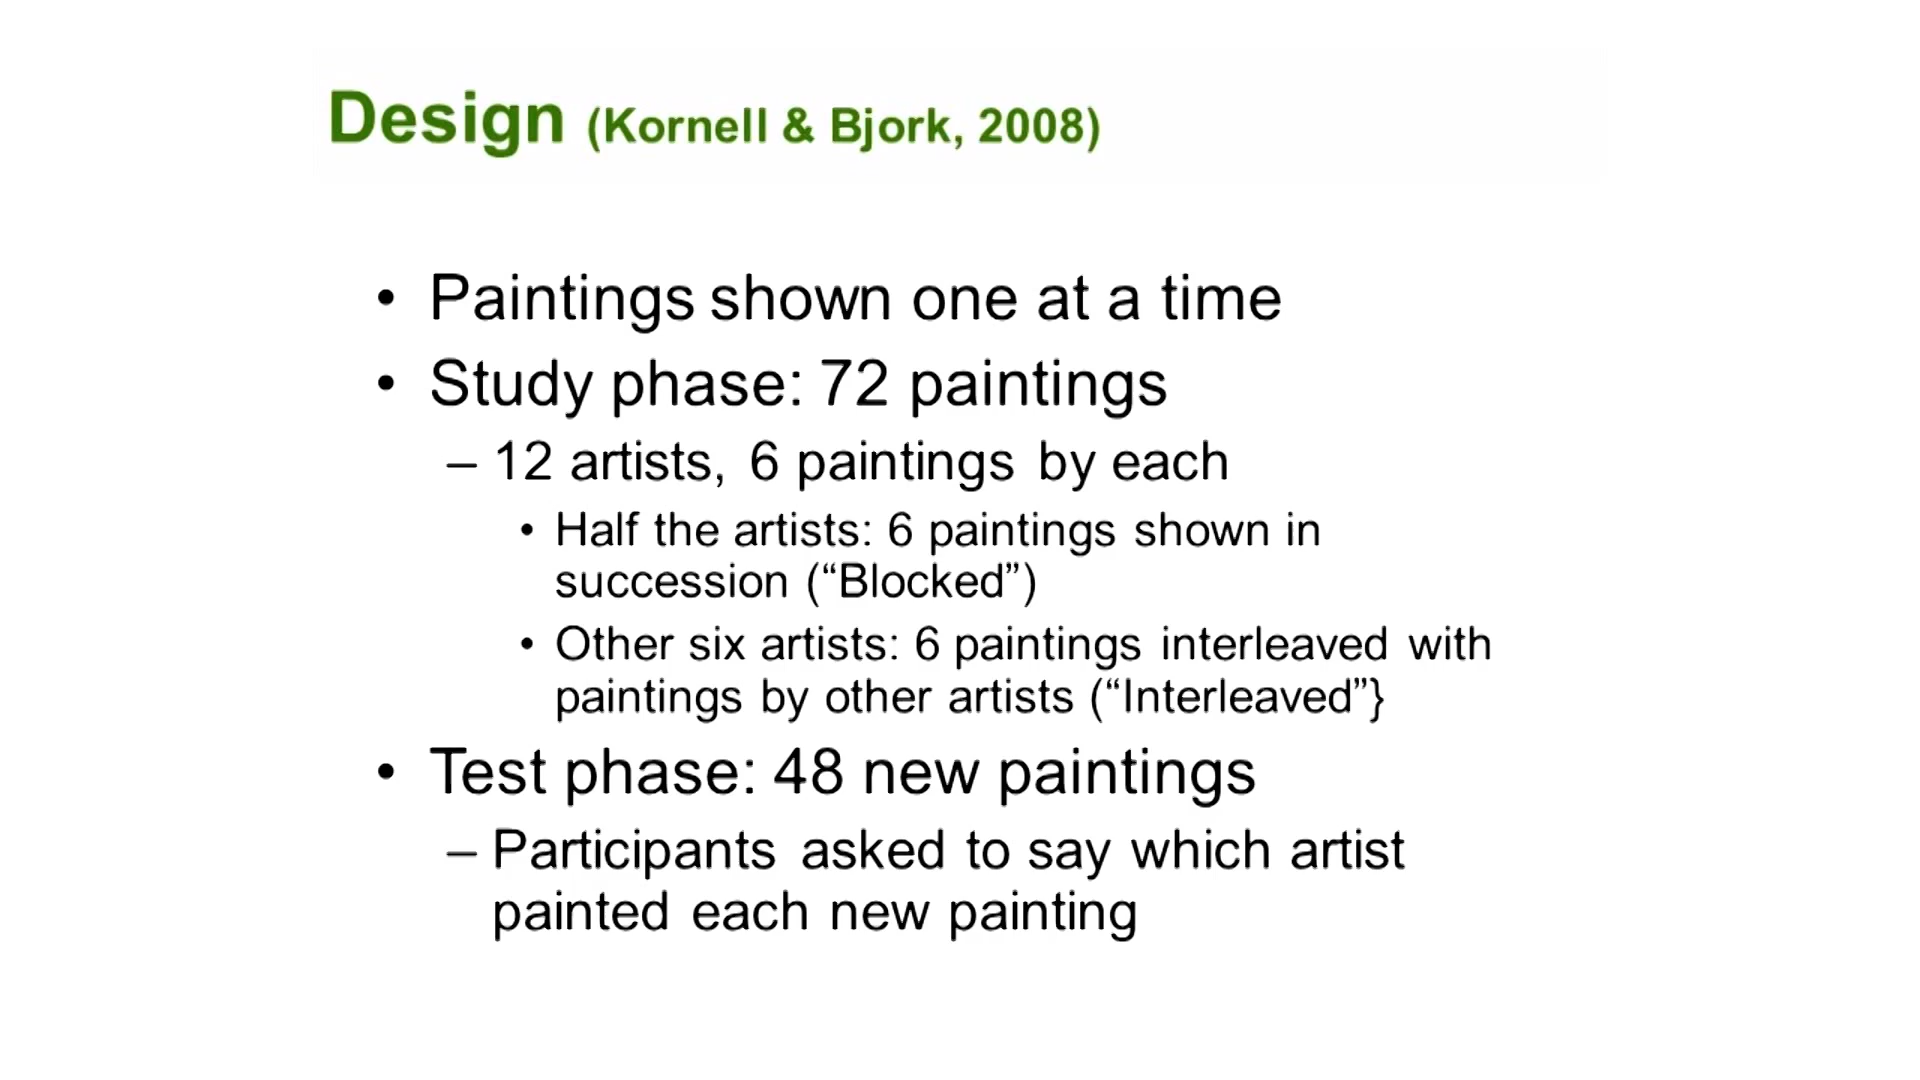 Design (Kornell & Bjork, 2008)
• Paintings shown one at a time
• Study phase: 72 paintings
– 12 artists, 6 paintings by each
• Half the artists: 6 paintings shown in
succession (“Blocked”)
• Other six artists: 6 paintings interleaved with
paintings by other artists (“Interleaved”}
• Test phase: 48 new paintings
– Participants asked to say which artist
painted each new painting